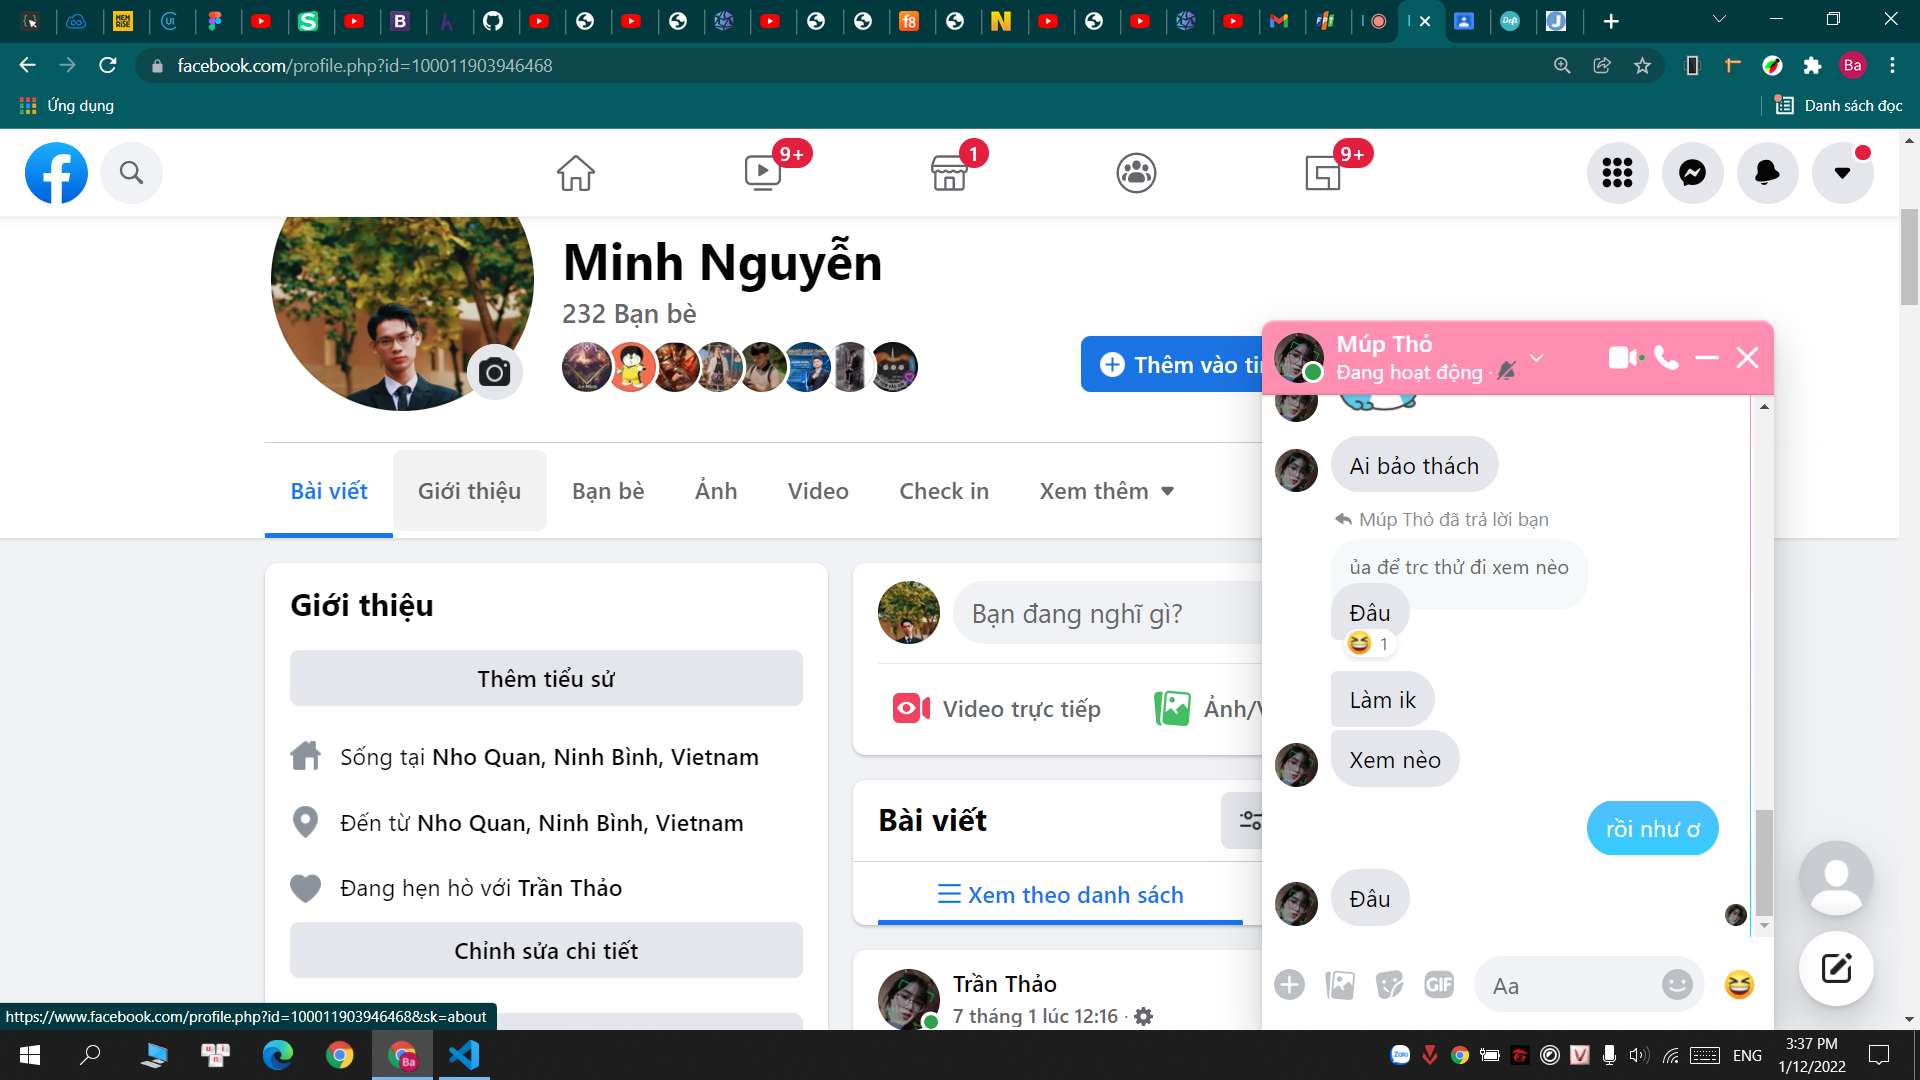 facebook.com/profile.php?id=100011903946468
Ba
Ứng dụng
Danh sách đọc
9+
1
9+
Minh Nguyễn
232 Bạn bè
Thêm vào ti
Bài viết
Giới thiệu
Bạn bè
Ảnh
Video
Check in
Xem thêm
Giới thiệu
Thêm tiểu sử
Sống tại Nho Quan, Ninh Bình, Vietnam
Đến từ Nho Quan, Ninh Bình, Vietnam
Đang hẹn hò với Trần Thảo
Chỉnh sửa chi tiết
Bạn đang nghĩ gì?
Video trực tiếp
Ảnh/V
Bài viết
Xem theo danh sách
Trần Thảo
7 tháng 1 lúc 12:16 ·
Múp Thỏ
Đang hoạt động ·
Ai bảo thách
Múp Thỏ đã trả lời bạn
ủa để trc thử đi xem nèo
Đâu
1
Làm ik
Xem nèo
rồi như ơ
Đâu
GIF
Aa
https://www.facebook.com/profile.php?id=100011903946468&sk=about
ENG
3:37 PM
1/12/2022